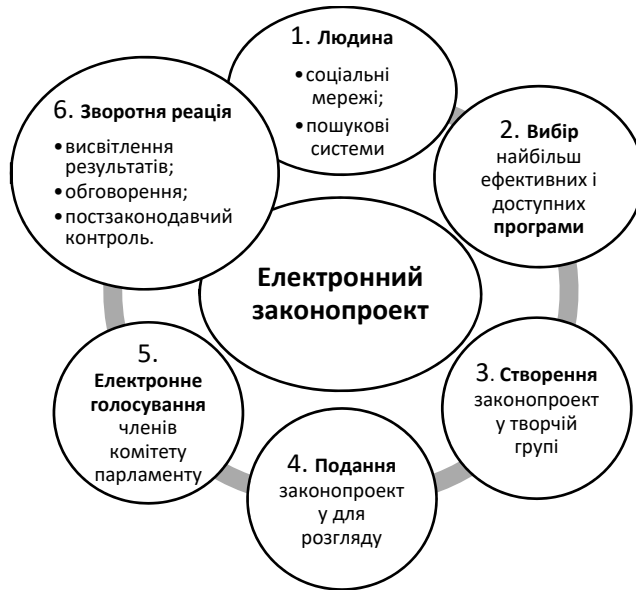 1. Людина
•соціальні
мережі;
•пошукові
системи
2. Вибір
найбільш
ефективних і
доступних
програми
3. Створення
законопроект
у творчій
групі
4. Подання
законопроект
у для
розгляду
5.
Електронне
голосування
членів
комітету
парламенту
6. Зворотня реація
•висвітлення
результатів;
•обговорення;
•постзаконодавчий
контроль.
Електронний
законопроект